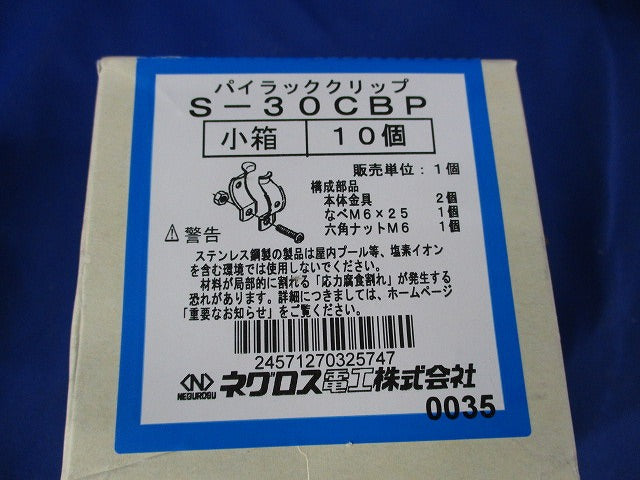 パイラッククリップ
S－30CBP
小箱 10個
販売単位：1個
構成部品
本体金具 2個
なべM6×25 1個
六角ナットM6 1個
⚠警告
ステンレス鋼製の製品は屋内プール等、塩素イオン
を含む環境では使用しないでください。
材料が局部的に割れる「応力腐食割れ」が発生する
恐れがあります。詳細につきましては、ホームページ
「重要なお知らせ」をご覧ください。
24571270325747
NEGUROSU ネグロス電工株式会社
0035